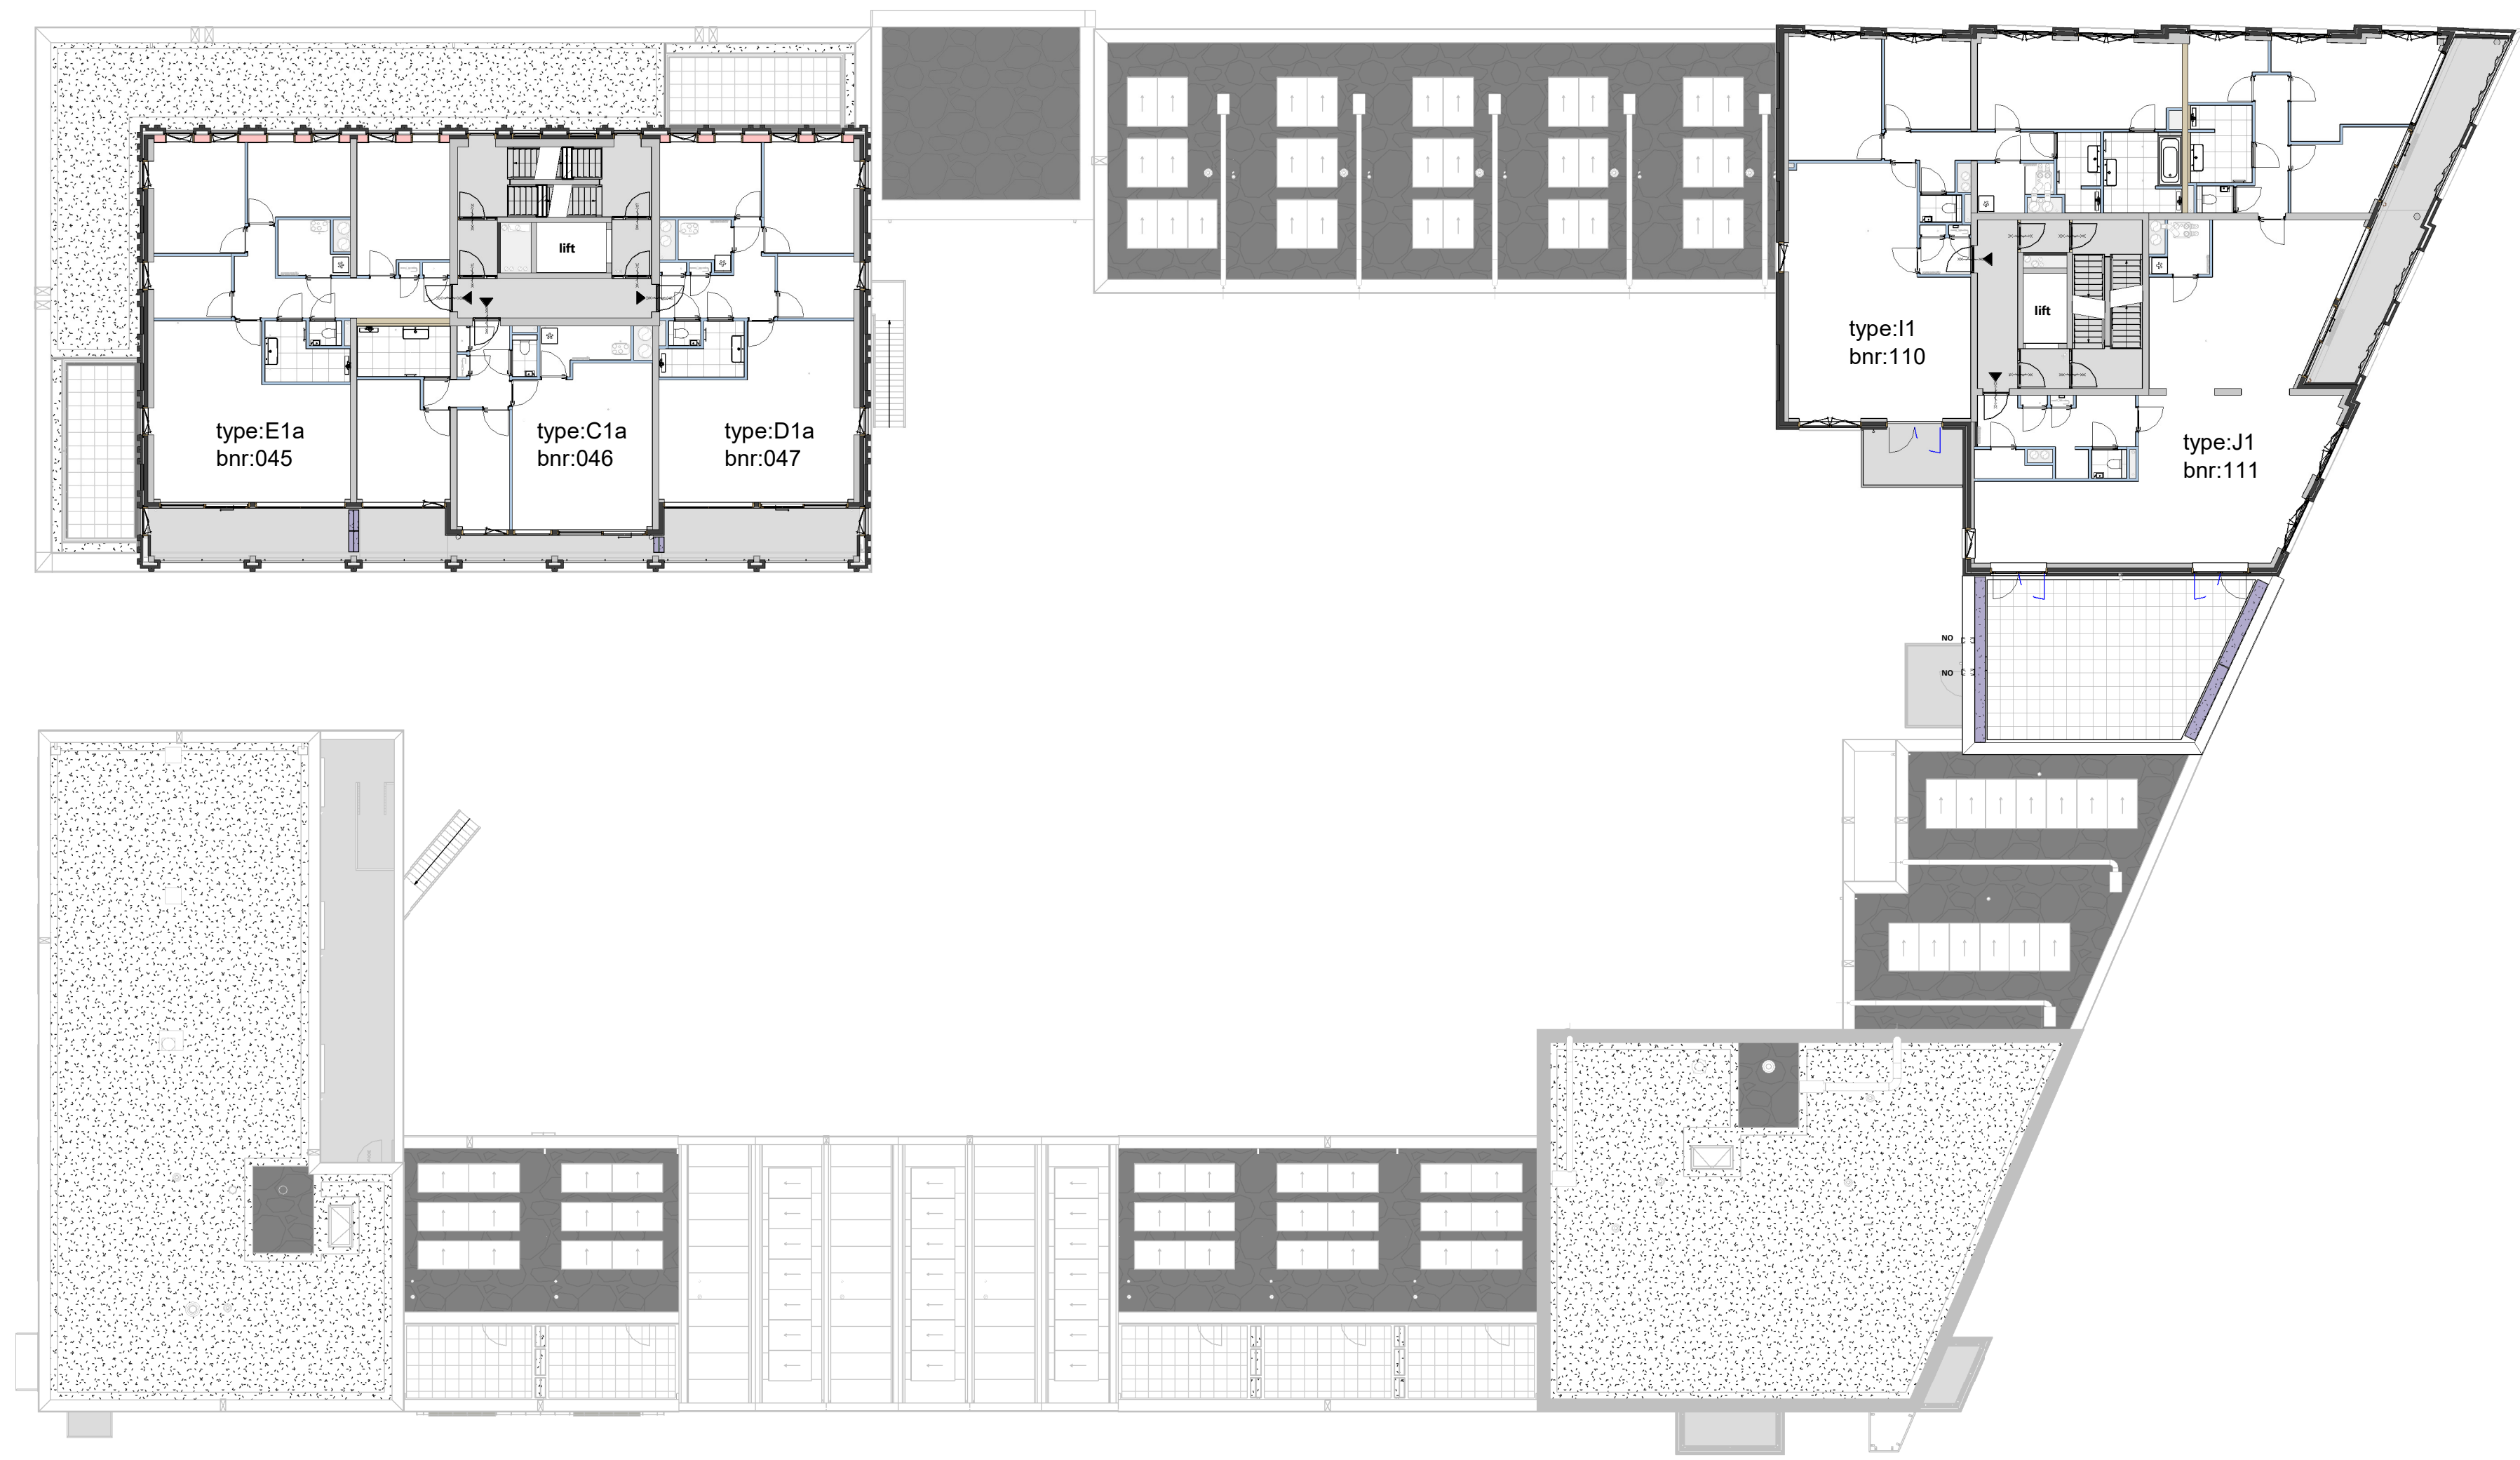 lift
type:E1a
bnr:045
type:C1a
bnr:046
type:D1a
bnr:047
type:I1
bnr:110
lift
type:J1
bnr:111
NO
NO